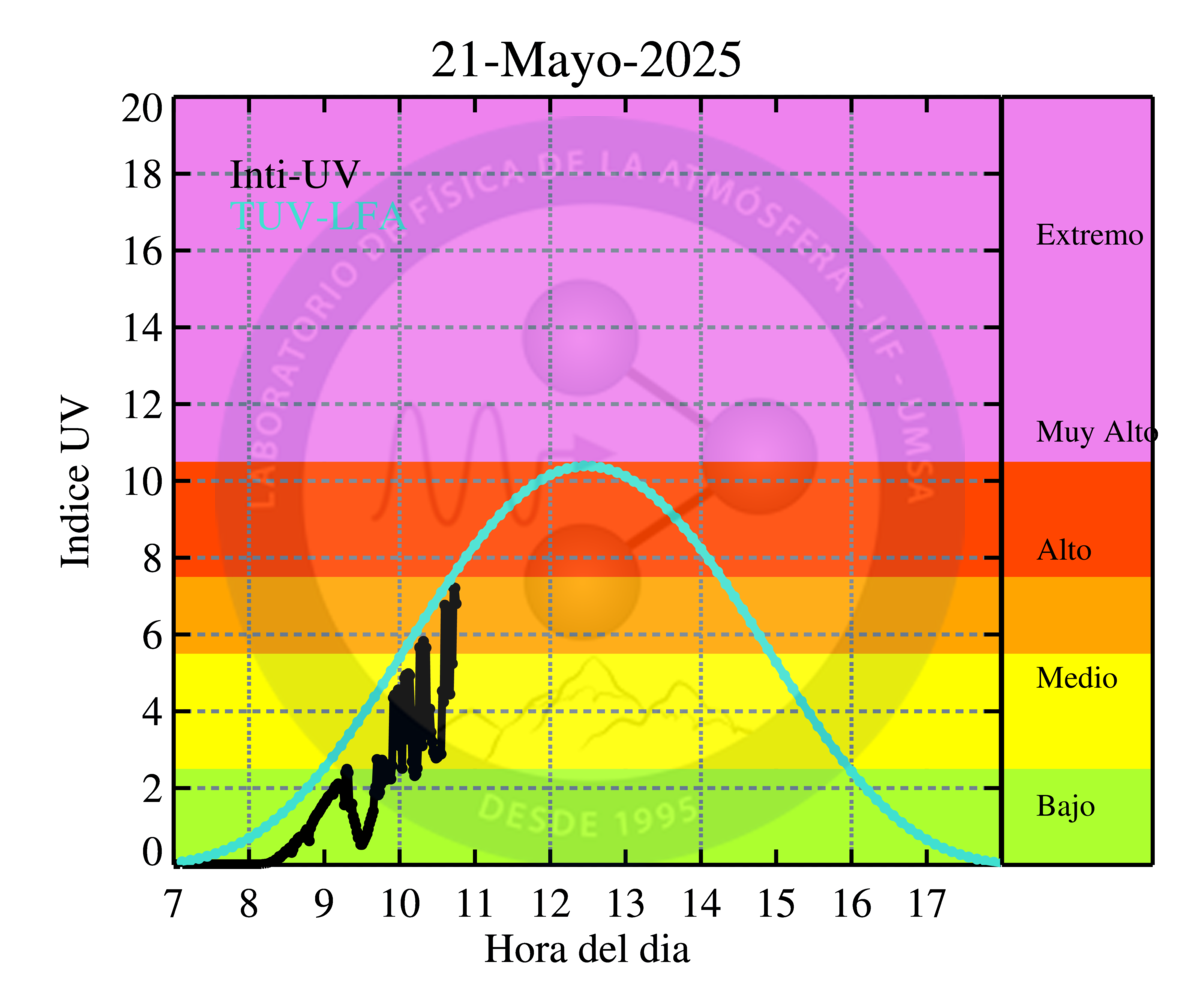 21-Mayo-2025
20
18
16
14
12
10
8
6
4
2
0
Indice UV
Inti-UV
TUV-LFA
LABORATORIO DE FÍSICA DE LA ATMÓSFERA - IIF - UMSA
DESDE 1995
Extremo
Muy Alto
Alto
Medio
Bajo
7 8 9 10 11 12 13 14 15 16 17
Hora del dia